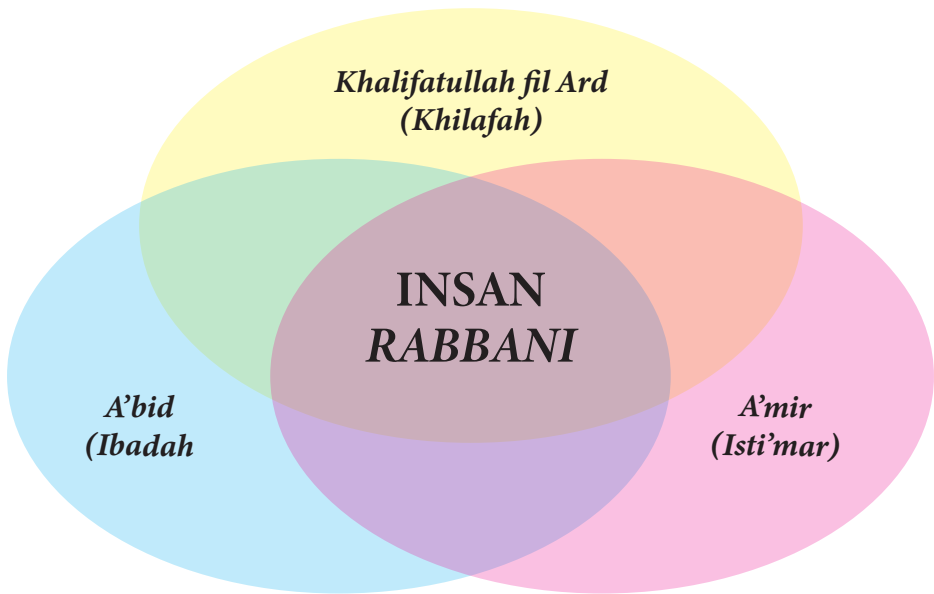 Khalifatullah fil Ard
(Khilafah)
INSAN
RABBANI
A’bid
(Ibadah
A’mir
(Isti’mar)